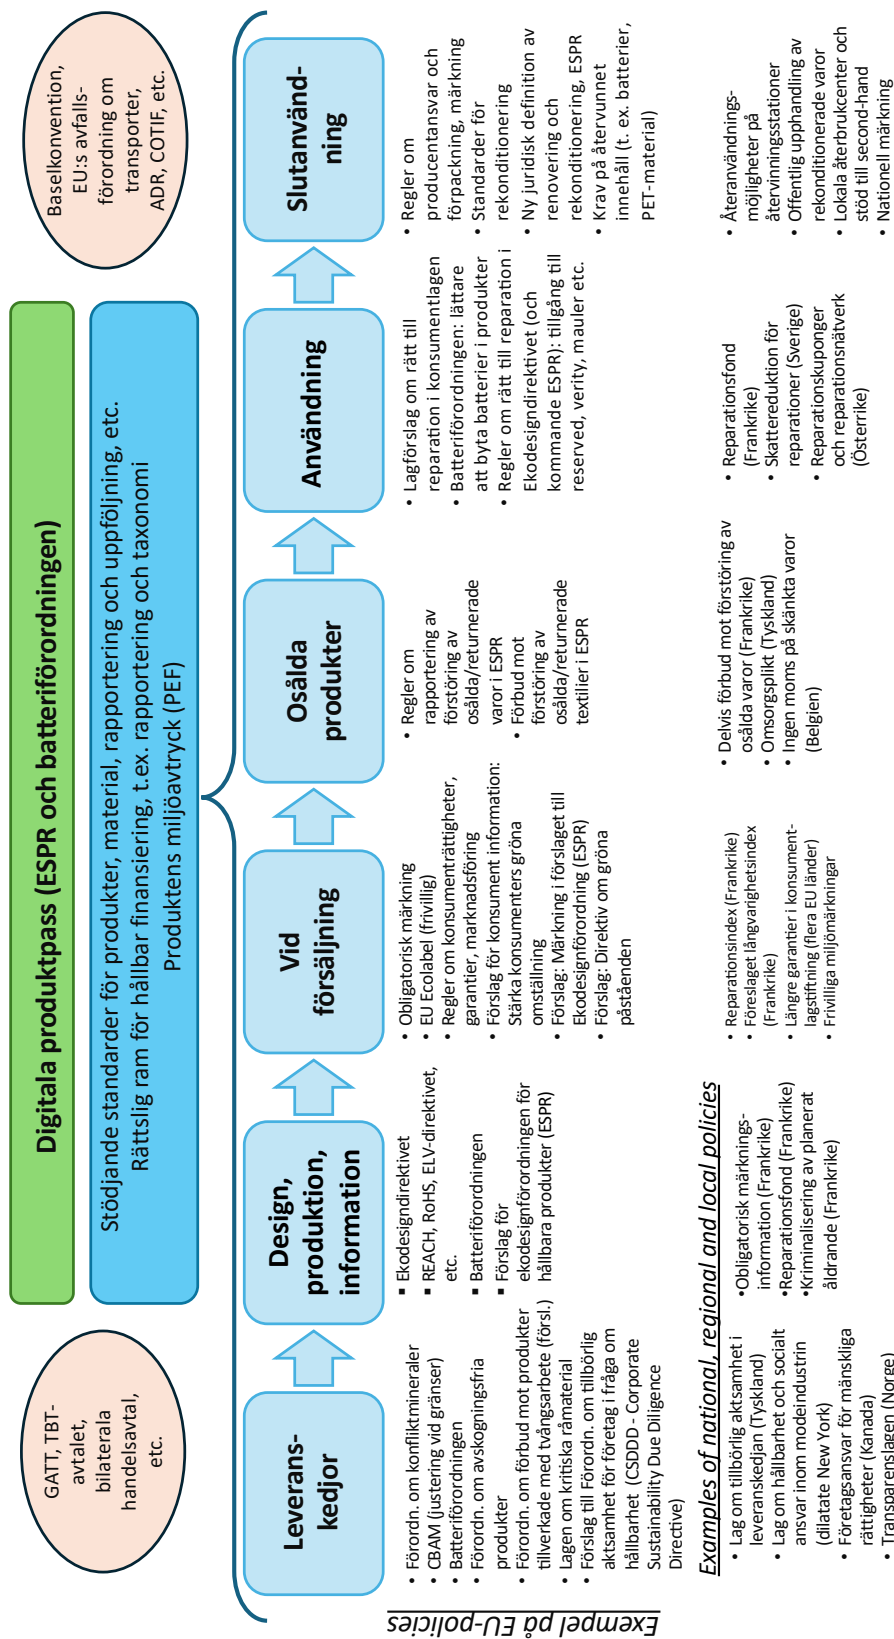 GATT, TBT-
avtalet,
bilaterala
handelsavtal,
etc.
Digitala produktpass (ESPR och batteriförordningen)
Stödjande standarder för produkter, material, rapportering och uppföljning, etc.
Rättslig ram för hållbar finansiering, t.ex. rapportering och taxonomi
Produktens miljöavtryck (PEF)
Baselkonvention,
EU:s avfalls-
förordning om
transporter,
ADR, COTIF, etc.
Leverans-
kedjor
Design,
produktion,
information
Vid
försäljning
Osålda
produkter
Användning
Slutanvänd-
ning
Exempel på EU-policies
• Förordn. om konfliktmineraler
• CBAM (justering vid gränser)
• Batteriförordningen
• Förordn. om avskogningsfria
produkter
• Förordn. om förbud mot produkter
tillverkade med tvångsarbete (försl.)
• Lagen om kritiska råmaterial
• Förslag till Förordn. om tillbörlig
aktsamhet för företag i fråga om
hållbarhet (CSDDD - Corporate
Sustainability Due Diligence
Directive)
▪ Ekodesigndirektivet
▪ REACH, RoHS, ELV-direktivet,
etc.
▪ Batteriförordningen
▪ Förslag för
ekodesignförordningen för
hållbara produkter (ESPR)
• Obligatorisk märkning
• EU Ecolabel (frivillig)
• Regler om konsumenträttigheter,
garantier, marknadsföring
• Förslag för konsument information:
Stärka konsumenters gröna
omställning
• Förslag: Märkning i förslaget till
Ekodesignförordning (ESPR)
• Förslag: Direktiv om gröna
påståenden
• Regler om
rapportering av
förstöring av
osålda/returnerade
varor i ESPR
• Förbud mot
förstöring av
osålda/returnerade
textilier i ESPR
• Lagförslag om rätt till
reparation i konsumentlagen
• Batteriförordningen: lättare
att byta batterier i produkter
• Regler om rätt till reparation i
Ekodesigndirektivet (och
kommande ESPR): tillgång till
reserved, verity, mauler etc.
• Regler om
producentansvar och
förpackning, märkning
• Standarder för
rekonditionering
• Ny juridisk definition av
renovering och
rekonditionering, ESPR
• Krav på återvunnet
innehåll (t. ex. batterier,
PET-material)
Examples of national, regional and local policies
• Lag om tillbörlig aktsamhet i
leveranskedjan (Tyskland)
• Lag om hållbarhet och socialt
ansvar inom modeindustrin
(dilatate New York)
• Företagsansvar för mänskliga
rättigheter (Kanada)
• Transparenslagen (Norge)
•Obligatorisk märknings-
information (Frankrike)
•Reparationsfond (Frankrike)
•Kriminalisering av planerat
åldrande (Frankrike)
• Reparationsindex (Frankrike)
• Föreslaget långvarighetsindex
(Frankrike)
• Längre garantier i konsument-
lagstiftning (flera EU länder)
• Frivilliga miljömärkningar
• Delvis förbud mot förstöring av
osålda varor (Frankrike)
• Omsorgsplikt (Tyskland)
• Ingen moms på skänkta varor
(Belgien)
• Reparationsfond
(Frankrike)
• Skattereduktion för
reparationer (Sverige)
• Reparationskuponger
och reparationsnätverk
(Österrike)
• Återanvändnings-
möjligheter på
återvinningsstationer
• Offentlig upphandling av
rekonditionerade varor
• Lokala återbrukcenter och
stöd till second-hand
• Nationell märkning